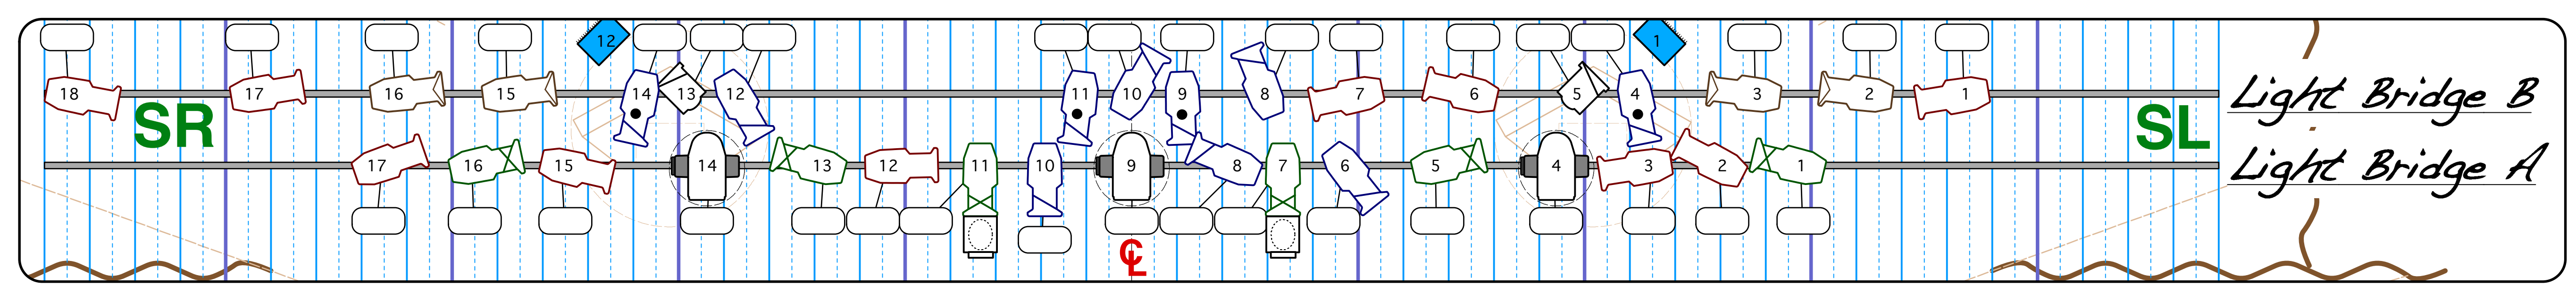 12 1
18 17 16 15 14 13 12 11 10 9 8 7 6 5 4 3 2 1 Light Bridge B
SR SL
17 16 15 14 13 12 11 10 9 8 7 6 5 4 3 2 1 Light Bridge A
CL